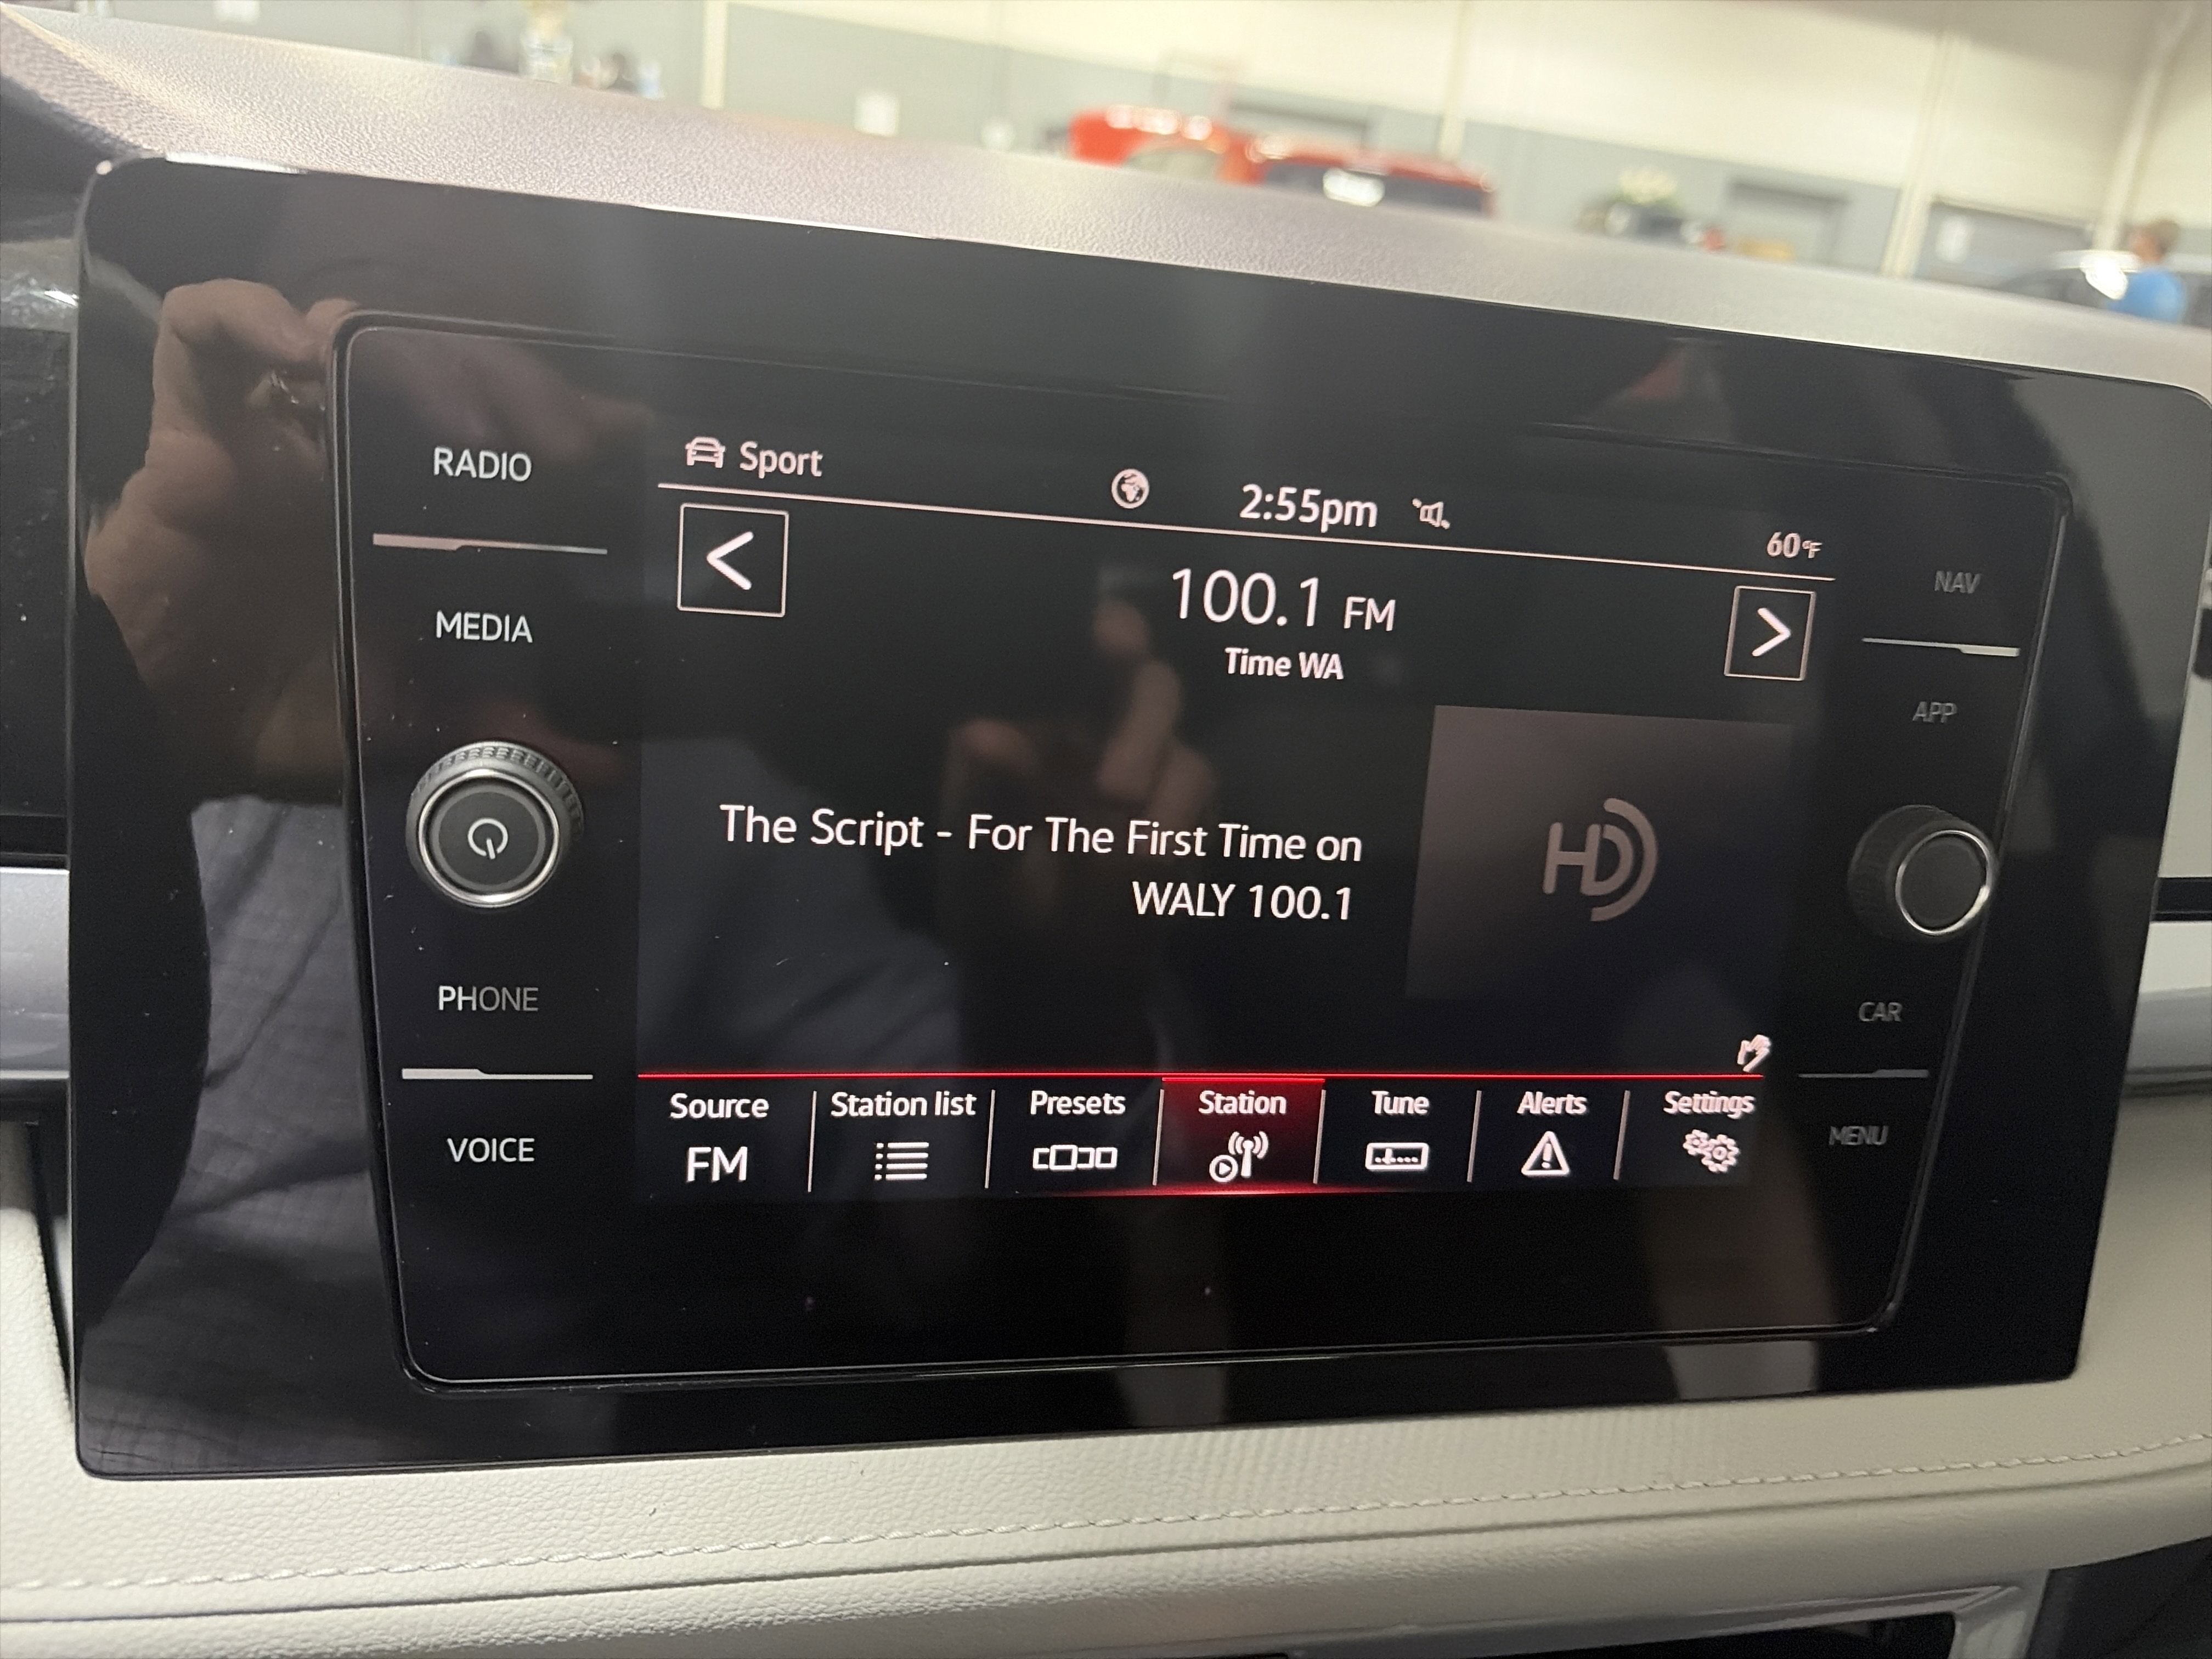 RADIO
MEDIA
PHONE
VOICE
Sport
2:55pm
60°F
100.1 FM
Time WA
The Script - For The First Time on
WALY 100.1
HD
Source
FM
Station list
Presets
Station
Tune
Alerts
Settings
NAV
APP
CAR
MENU